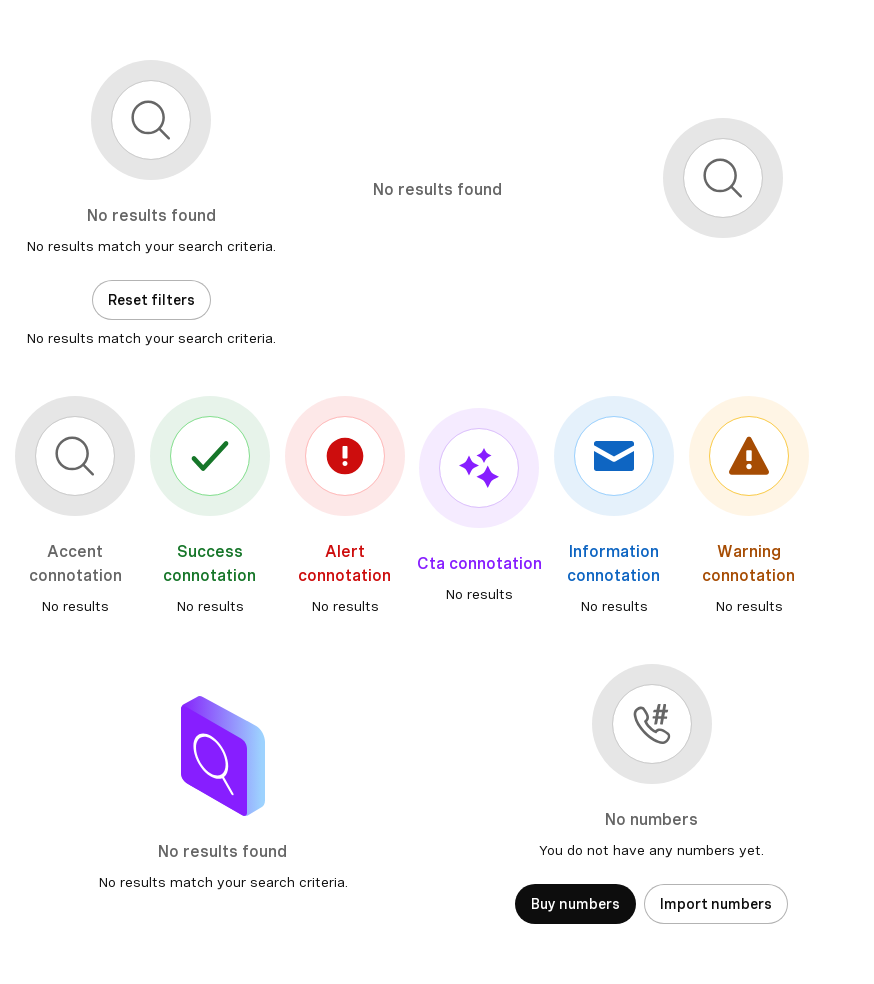 No results found
No results match your search criteria.
Reset filters
No results match your search criteria.
No results found
Accent
connotation
No results
Success
connotation
No results
Alert
connotation
No results
Cta connotation
No results
Information
connotation
No results
Warning
connotation
No results
No results found
No results match your search criteria.
#
No numbers
You do not have any numbers yet.
Buy numbers
Import numbers